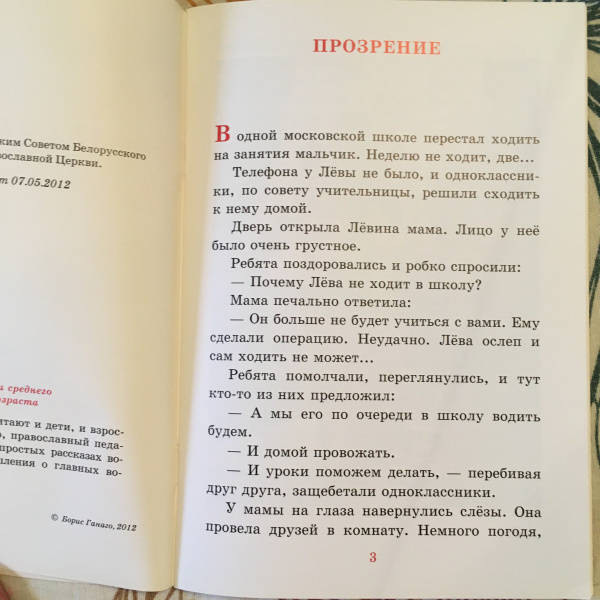 ким Советом Белорусского
ославной Церкви.
т 07.05.2012
среднего
зраста
итают и дети, и взрос-
о, православный педа-
простых рассказах во-
ления о главных во-
© Борис Ганаго, 2012
ПРОЗРЕНИЕ
В одной московской школе перестал ходить
на занятия мальчик. Неделю не ходит, две...
Телефона у Лёвы не было, и одноклассни-
ки, по совету учительницы, решили сходить
к нему домой.
Дверь открыла Лёвина мама. Лицо у неё
было очень грустное.
Ребята поздоровались и робко спросили:
— Почему Лёва не ходит в школу?
Мама печально ответила:
— Он больше не будет учиться с вами. Ему
сделали операцию. Неудачно. Лёва ослеп и
сам ходить не может...
Ребята помолчали, переглянулись, и тут
кто-то из них предложил:
— А мы его по очереди в школу водить
будем.
— И домой провожать.
— И уроки поможем делать, — перебивая
друг друга, защебетали одноклассники.
У мамы на глаза навернулись слёзы. Она
провела друзей в комнату. Немного погодя,
3